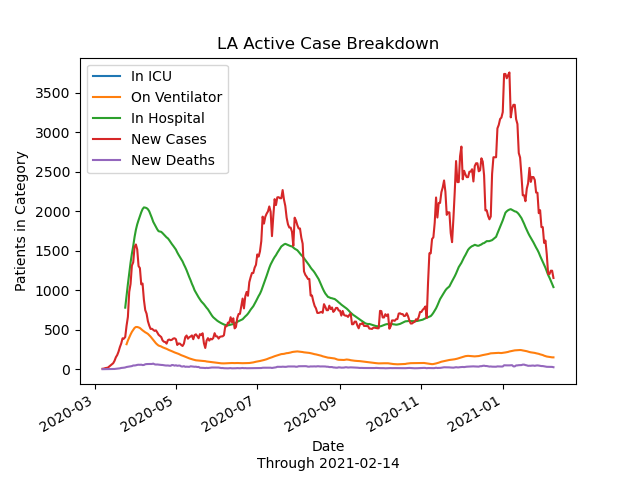 LA Active Case Breakdown
In ICU
On Ventilator
In Hospital
New Cases
New Deaths
Patients in Category
3500
3000
2500
2000
1500
1000
500
0
2020-03
2020-05
2020-07
2020-09
2020-11
2021-01
Date
Through 2021-02-14